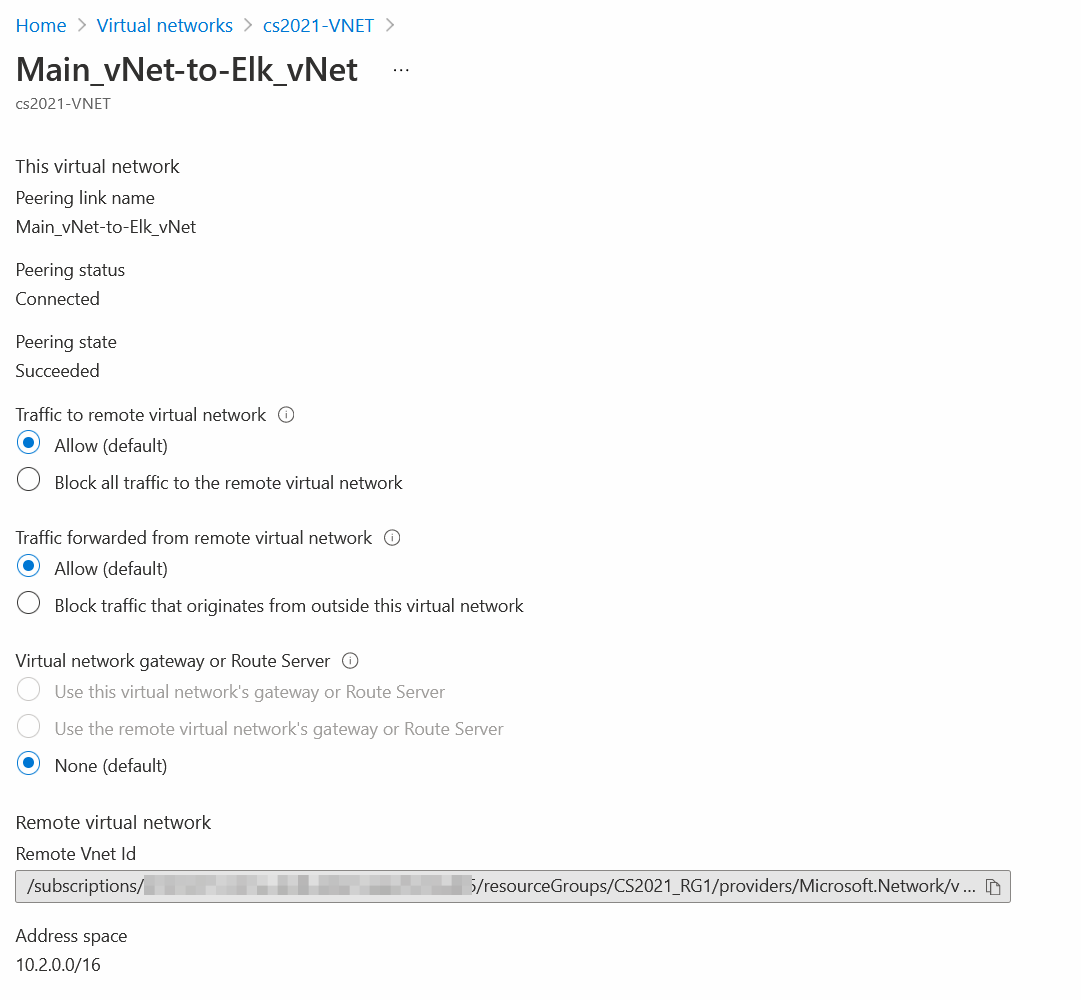 Home > Virtual networks > cs2021-VNET >
Main_vNet-to-Elk_vNet ...
cs2021-VNET
This virtual network
Peering link name
Main_vNet-to-Elk_vNet
Peering status
Connected
Peering state
Succeeded
Traffic to remote virtual network
Allow (default)
Block all traffic to the remote virtual network
Traffic forwarded from remote virtual network
Allow (default)
Block traffic that originates from outside this virtual network
Virtual network gateway or Route Server
Use this virtual network's gateway or Route Server
Use the remote virtual network's gateway or Route Server
None (default)
Remote virtual network
Remote Vnet Id
/subscriptions/ /resourceGroups/CS2021_RG1/providers/Microsoft.Network/v ...
Address space
10.2.0.0/16